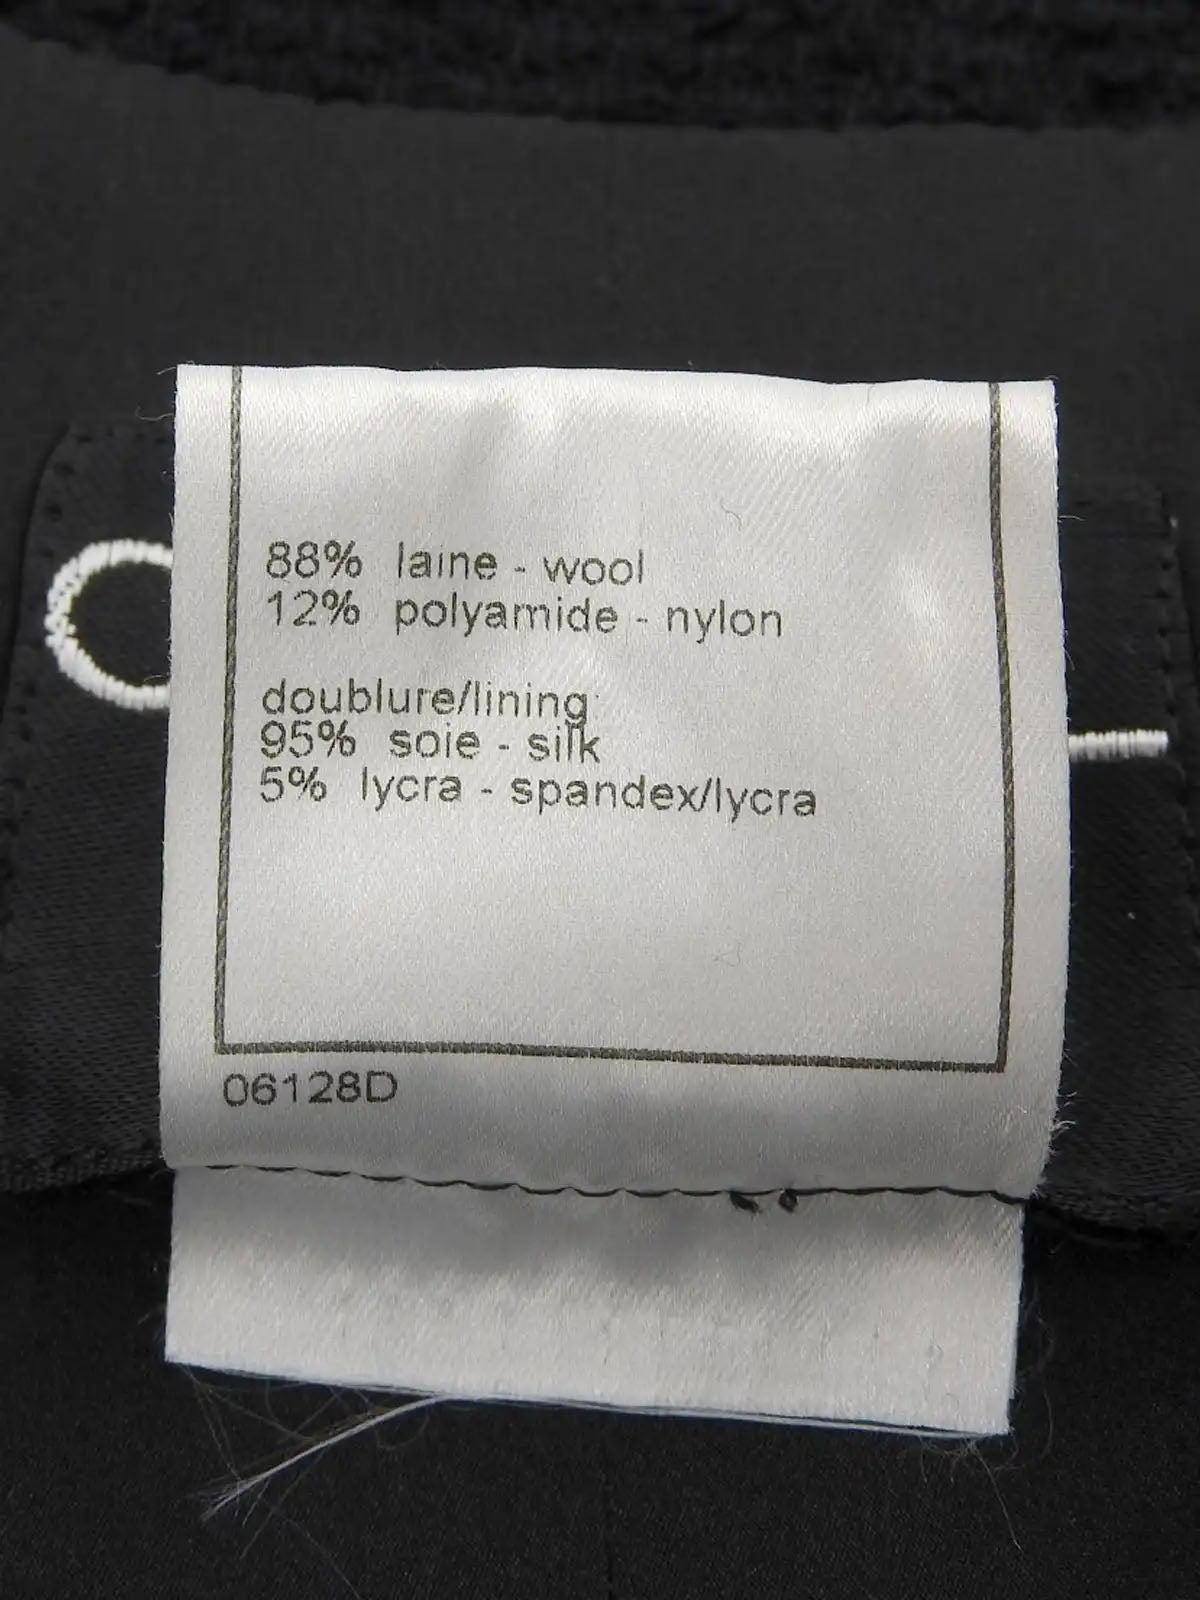 88% laine - wool
12% polyamide - nylon
doublure/lining
95% soie - silk
5% lycra - spandex/lycra
06128D